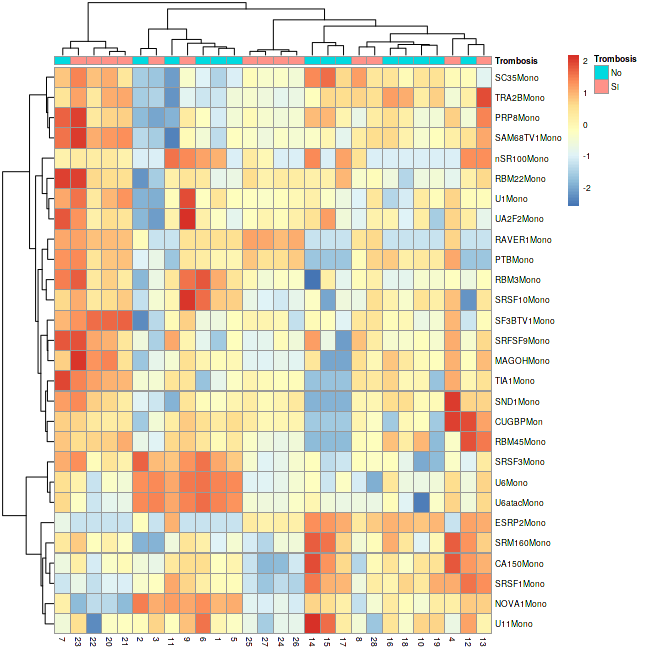 Trombosis
SC35Mono
TRA2BMono
PRP8Mono
SAM68TV1Mono
nSR100Mono
RBM22Mono
U1Mono
UA2F2Mono
RAVER1Mono
PTBMono
RBM3Mono
SRSF10Mono
SF3BTV1Mono
SRFSF9Mono
MAGOHMono
TIA1Mono
SND1Mono
CUGBPMon
RBM45Mono
SRSF3Mono
U6Mono
U6atacMono
ESRP2Mono
SRM160Mono
CA150Mono
SRSF1Mono
NOVA1Mono
U11Mono
7 23 22 20 21 2 3 11 9 6 1 5 25 27 24 26 14 15 17 8 28 16 18 10 19 4 12 13
2
1
0
-1
-2
Trombosis
No
SI